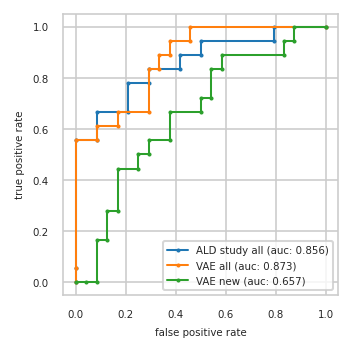 true positive rate
1.0
0.8
0.6
0.4
0.2
0.0
ALD study all (auc: 0.856)
VAE all (auc: 0.873)
VAE new (auc: 0.657)
0.0 0.2 0.4 0.6 0.8 1.0
false positive rate